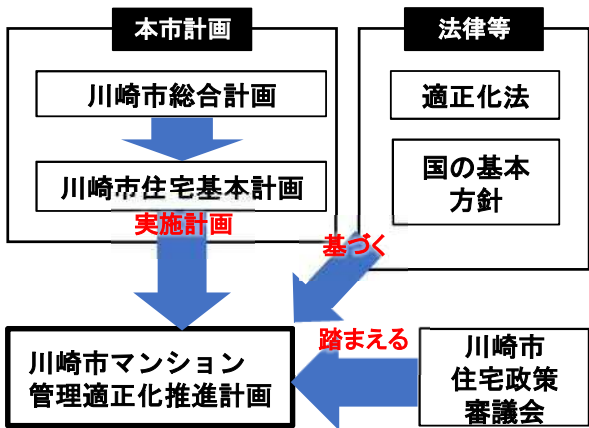 本市計画
川崎市総合計画
川崎市住宅基本計画
実施計画
法律等
適正化法
国の基本
方針
基づく
踏まえる
川崎市マンション
管理適正化推進計画
川崎市
住宅政策
審議会